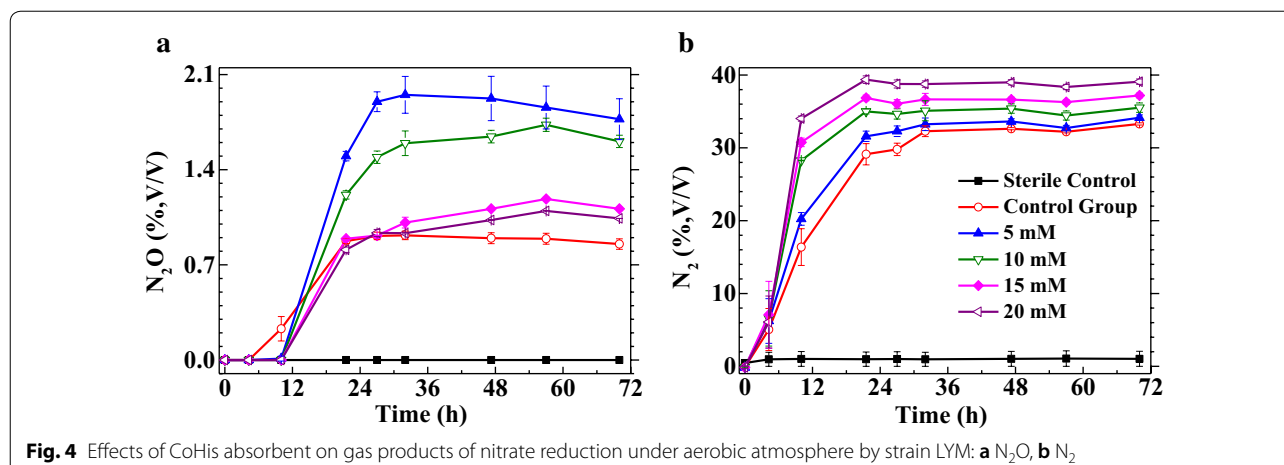 a
b
2.1
1.4
0.7
0.0
N₂O (%,V/V)
0 12 24 36 48 60 72
Time (h)
40
30
20
10
0
N₂ (%,V/V)
Sterile Control
Control Group
5 mM
10 mM
15 mM
20 mM
0 12 24 36 48 60 72
Time (h)
Fig. 4 Effects of CoHis absorbent on gas products of nitrate reduction under aerobic atmosphere by strain LYM: a N₂O, b N₂